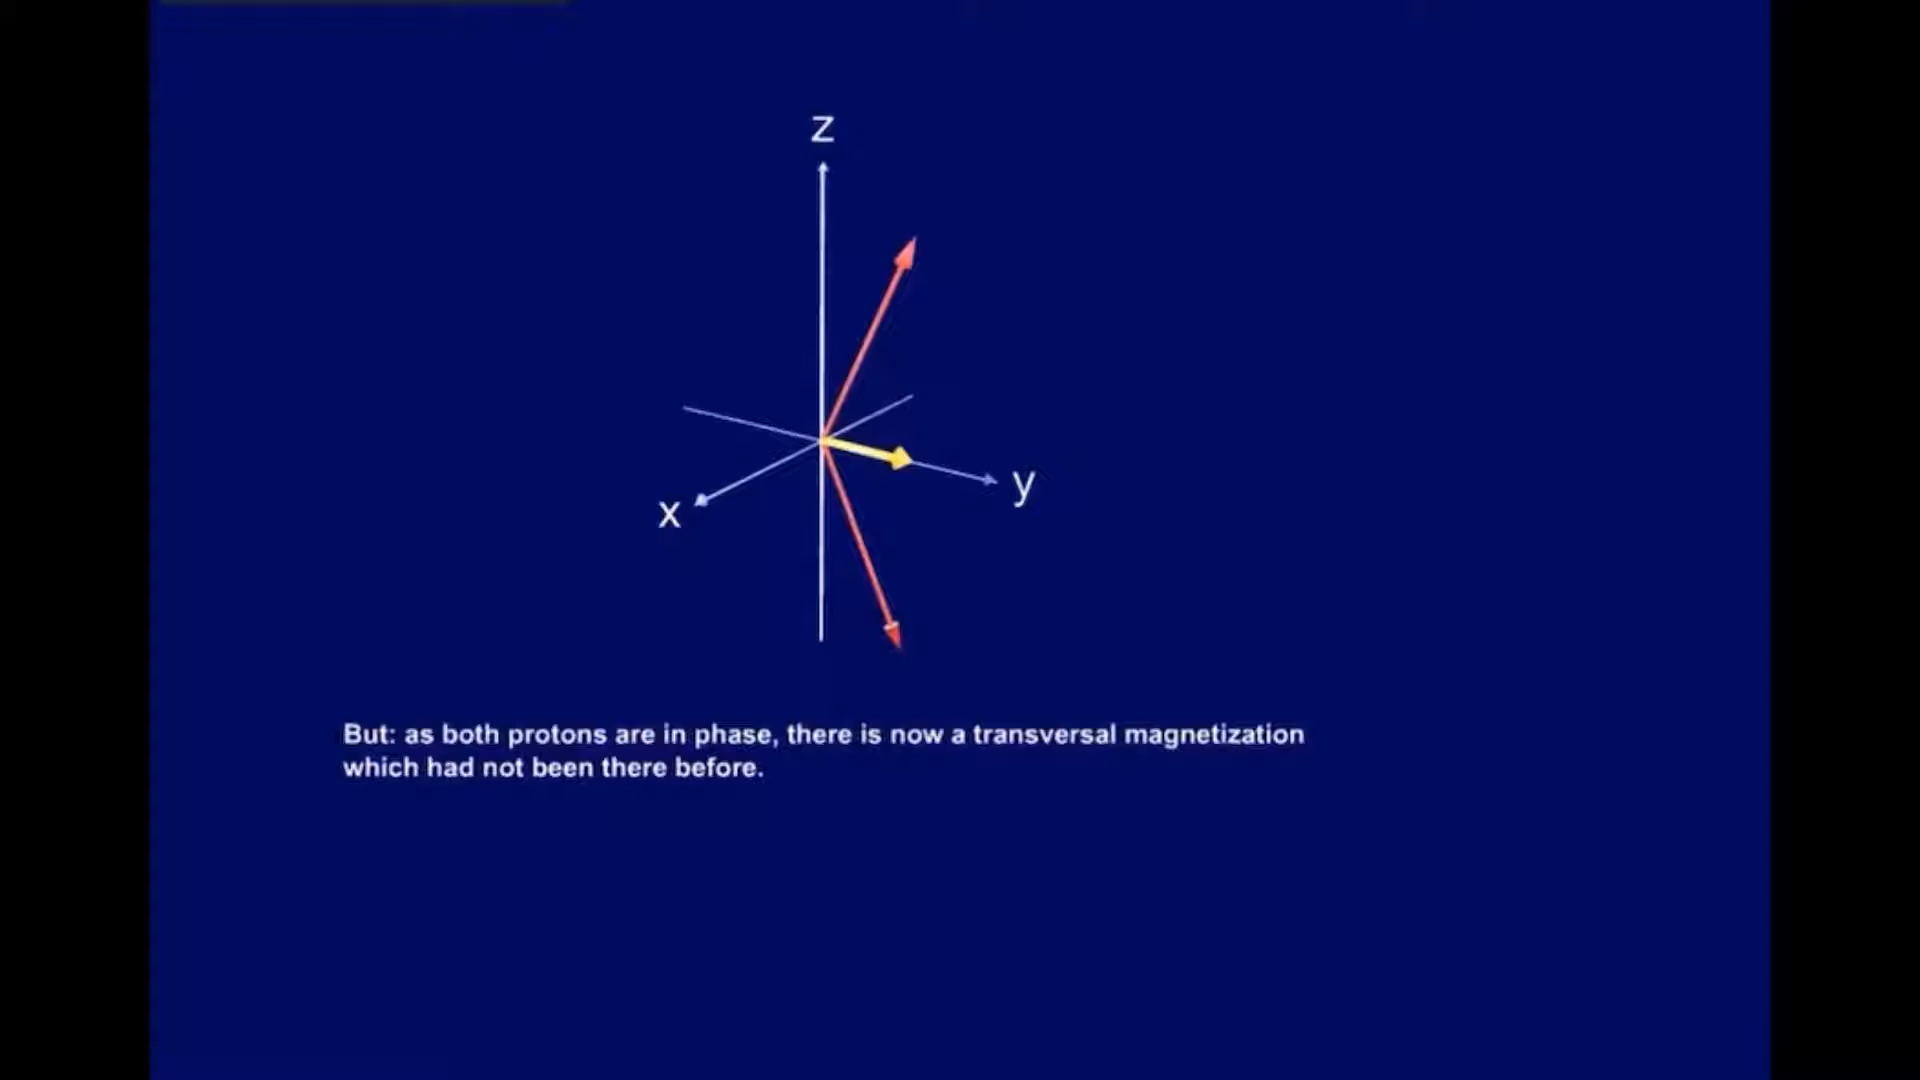 z
y
x
But: as both protons are in phase, there is now a transversal magnetization
which had not been there before.